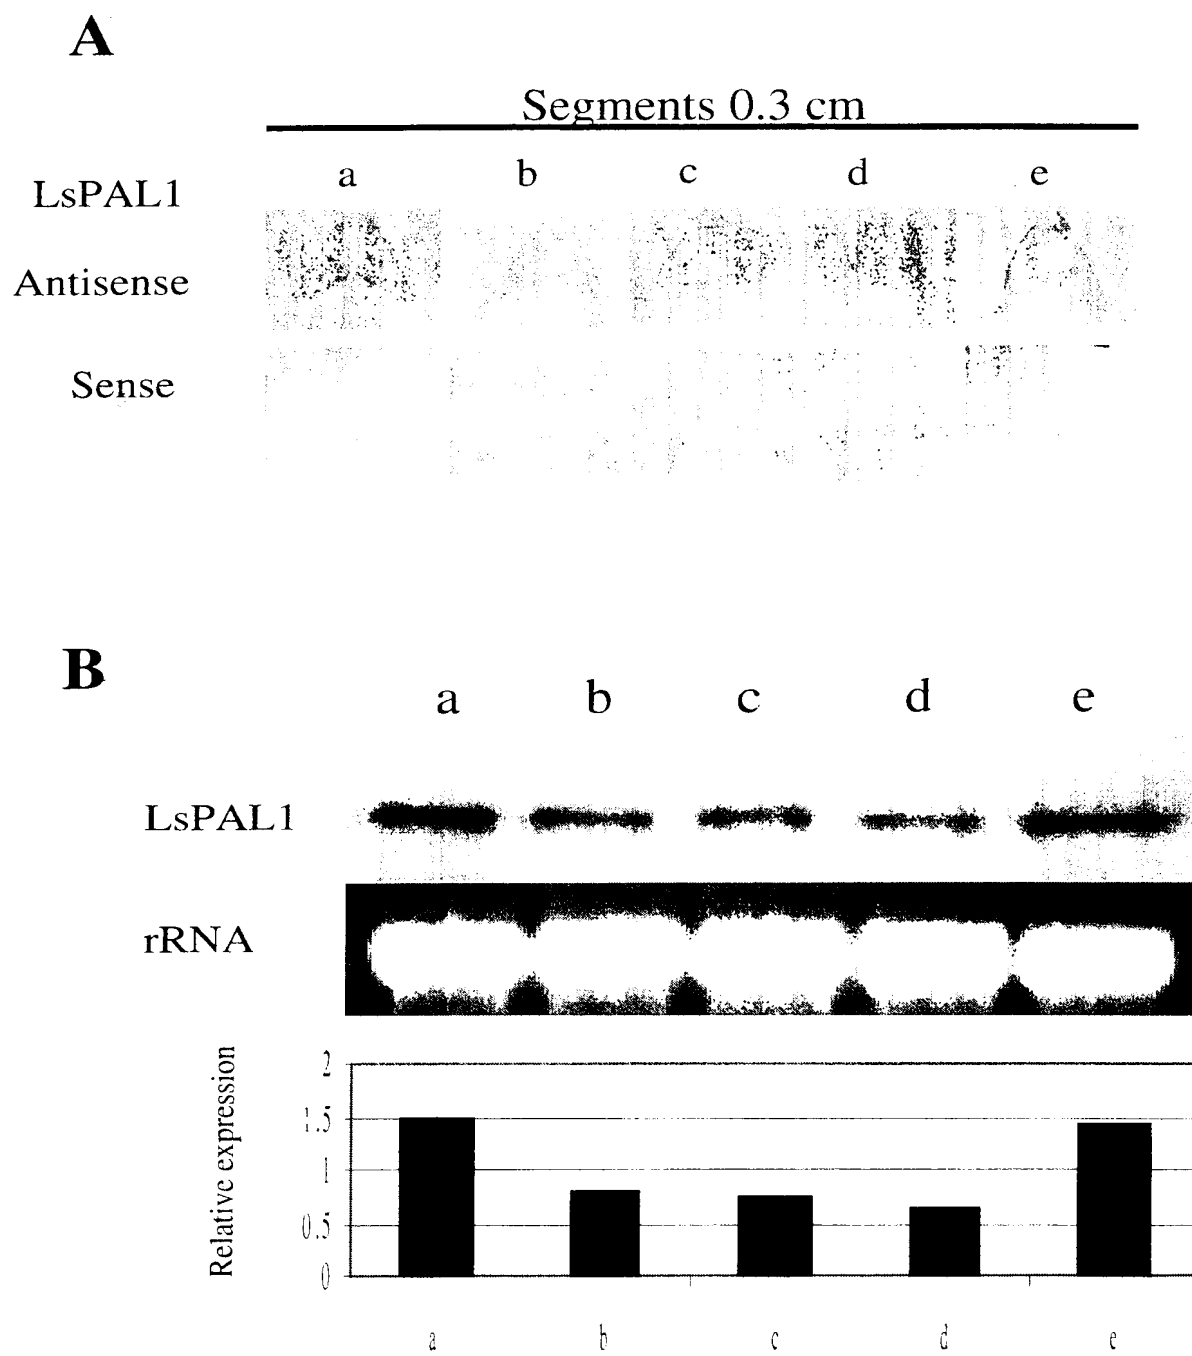 A
Segments 0.3 cm
a b c d e
LsPAL1
Antisense
Sense
B
a b c d e
LsPAL1
rRNA
Relative expression
2
1.5
1
0.5
0
a b c d e